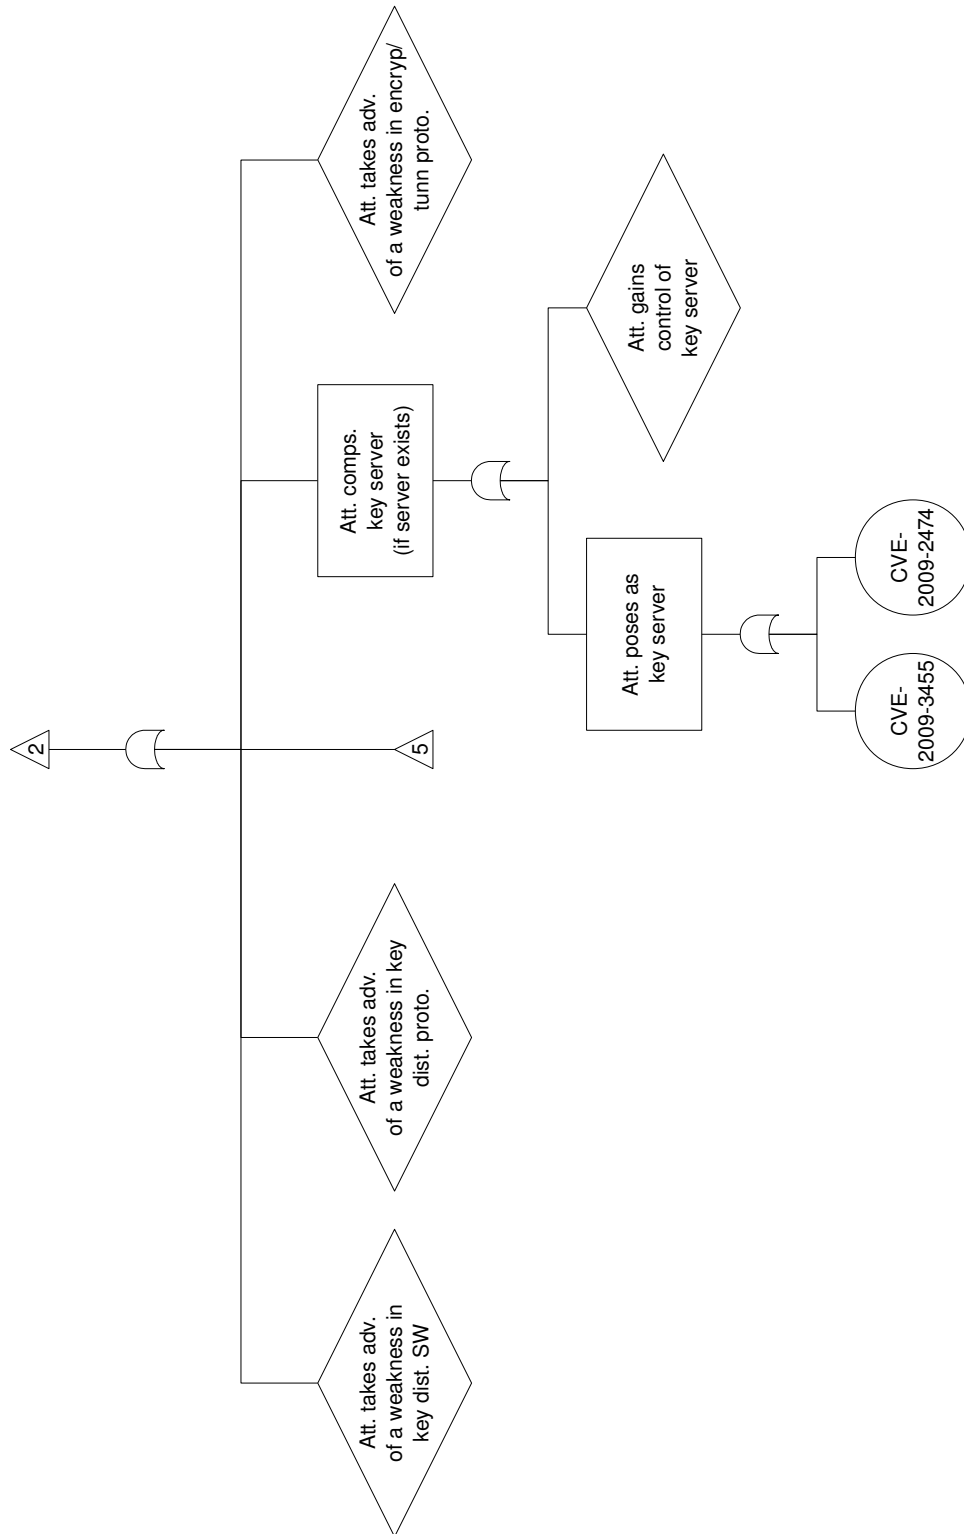 2
Att. takes adv.
of a weakness in
key dist. SW
Att. takes adv.
of a weakness in key
dist. proto.
5
Att. comps.
key server
(if server exists)
Att. takes adv.
of a weakness in encryp/
tunn proto.
Att. poses as
key server
Att. gains
control of
key server
CVE-
2009-3455
CVE-
2009-2474